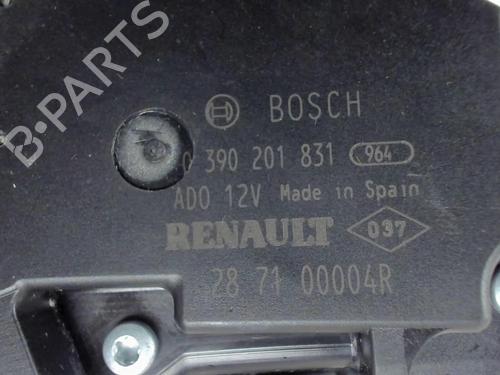 B-PARTS
BOSCH
0 390 201 831 964
ADO 12V Made in Spain
RENAULT 037
28 71 00004R